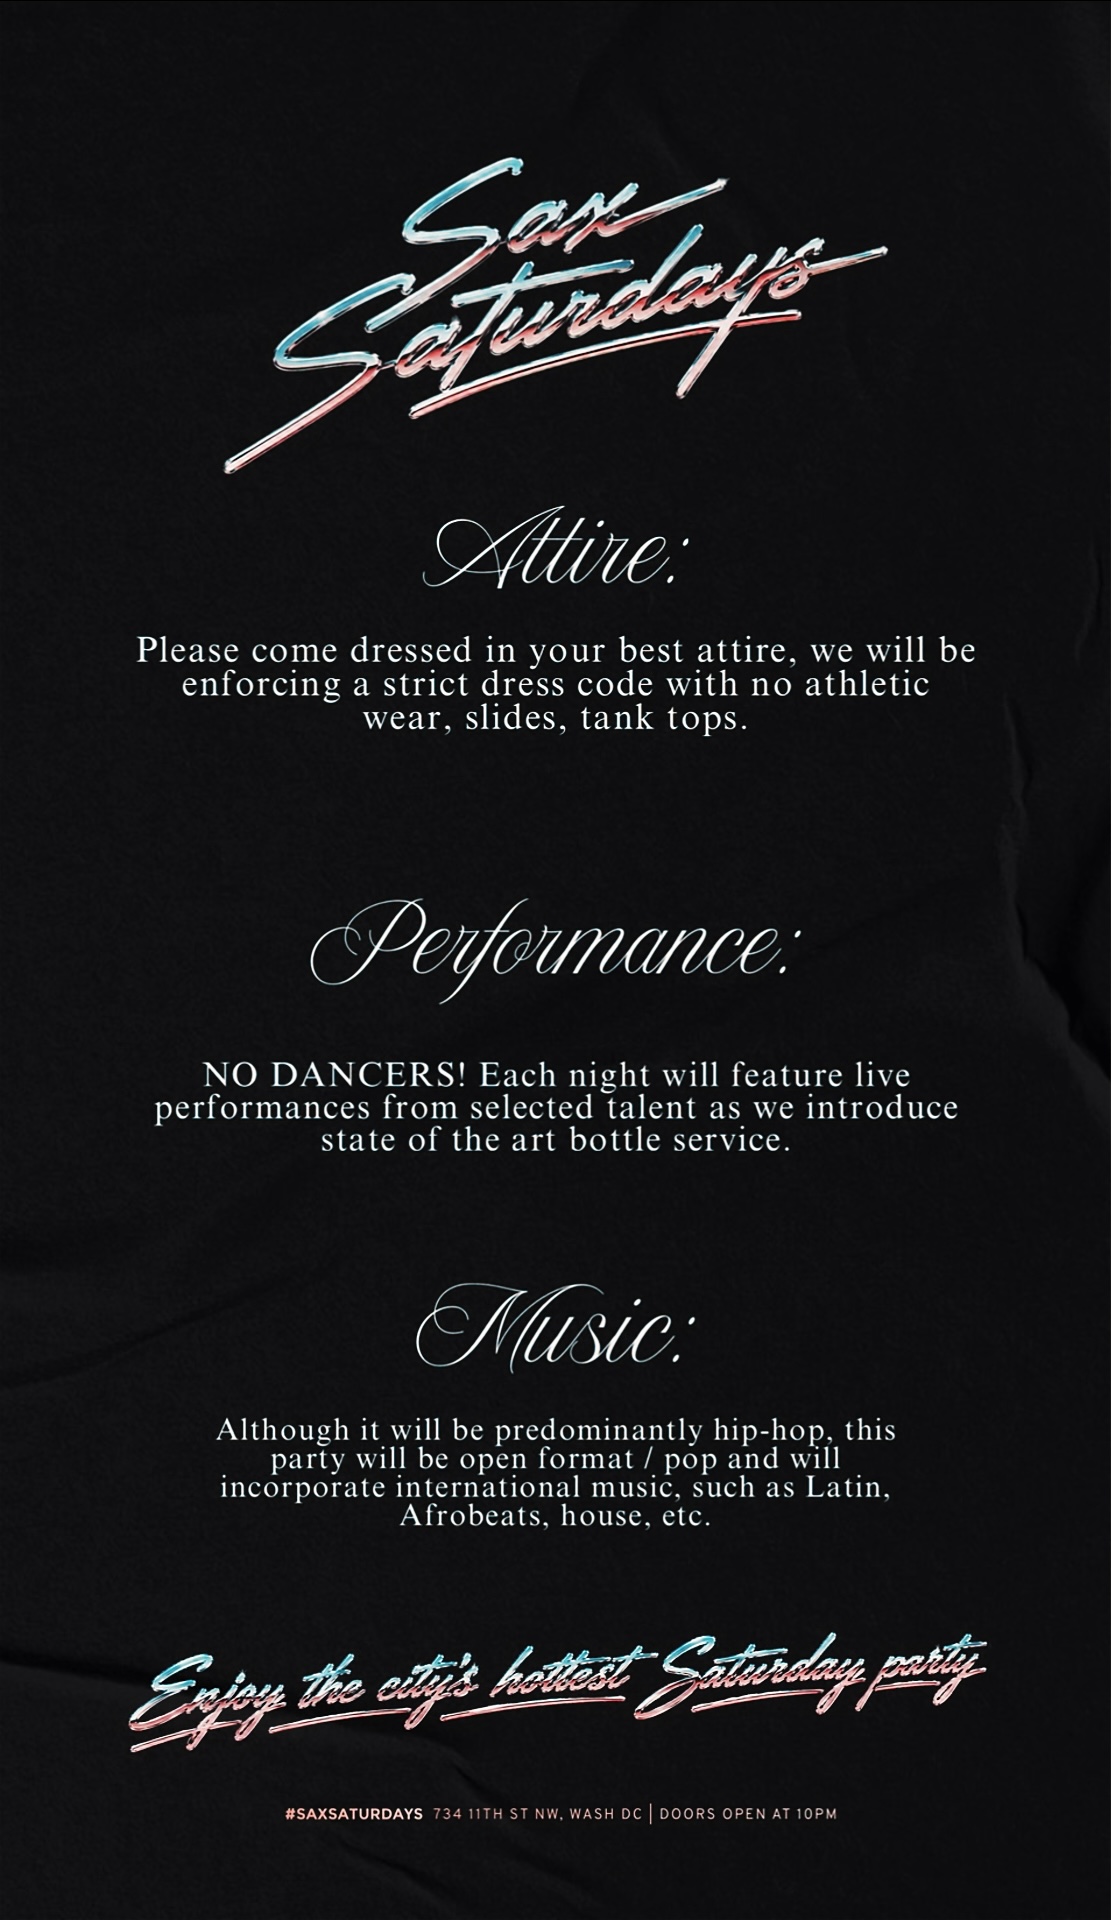 Sax
Saturdays
Attire:
Please come dressed in your best attire, we will be
enforcing a strict dress code with no athletic
wear, slides, tank tops.
Performance:
NO DANCERS! Each night will feature live
performances from selected talent as we introduce
state of the art bottle service.
Music:
Although it will be predominantly hip-hop, this
party will be open format / pop and will
incorporate international music, such as Latin,
Afrobeats, house, etc.
Enjoy the city's hottest Saturday party
#SAXSATURDAYS 734 11TH ST NW, WASH DC | DOORS OPEN AT 10PM